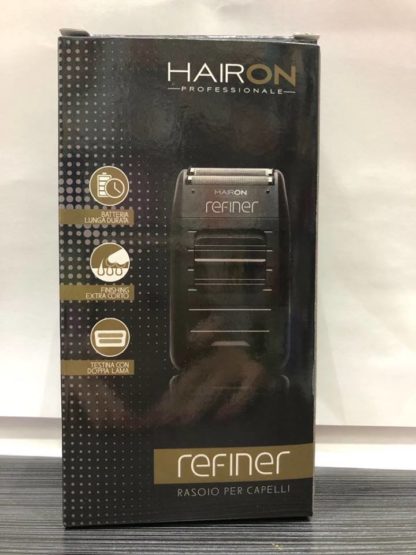 HAIRON
PROFESSIONALE
HAIRON
refiner
BATTERIA
LUNGA DURATA
FINISHING
EXTRA CORTO
TESTINA CON
DOPPIA LAMA
refiner
RASOIO PER CAPELLI